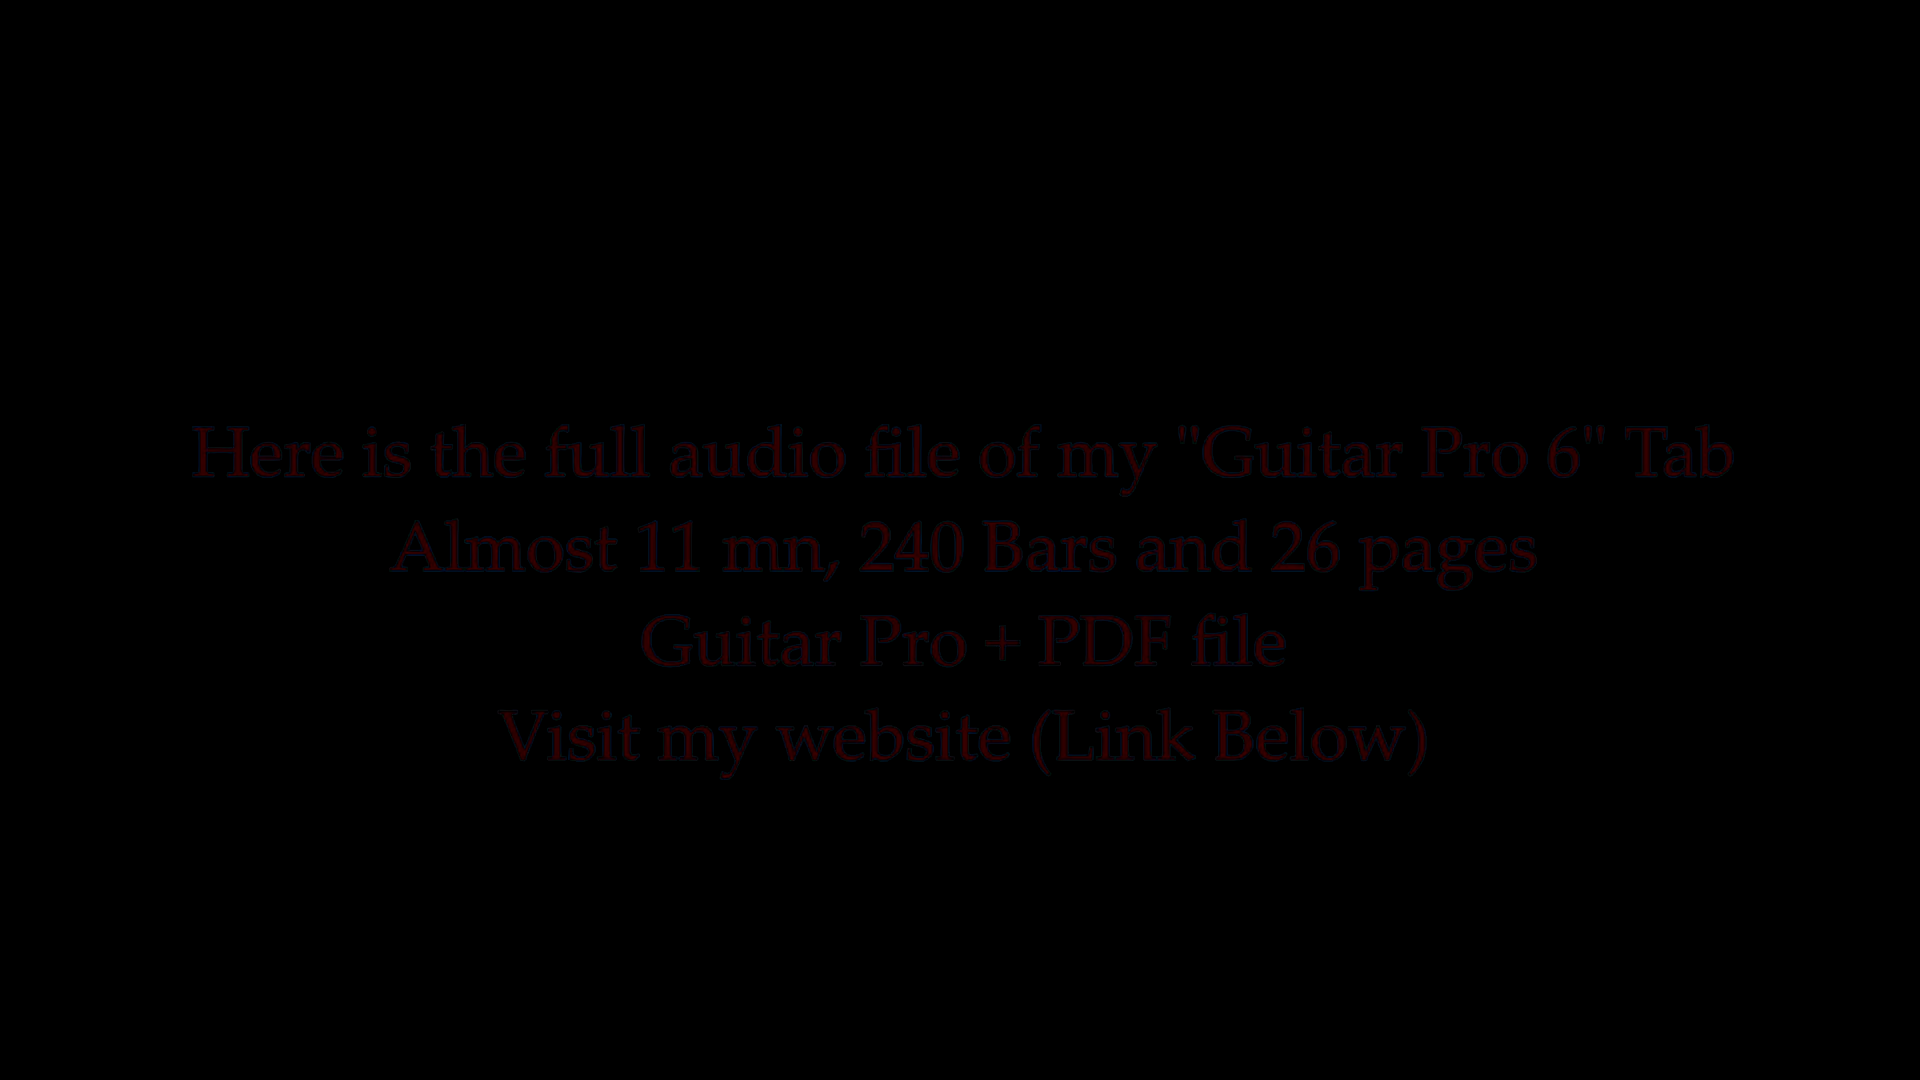 Here is the full audio file of my "Guitar Pro 6" Tab
Almost 11 mn, 240 Bars and 26 pages
Guitar Pro + PDF file
Visit my website (Link Below)